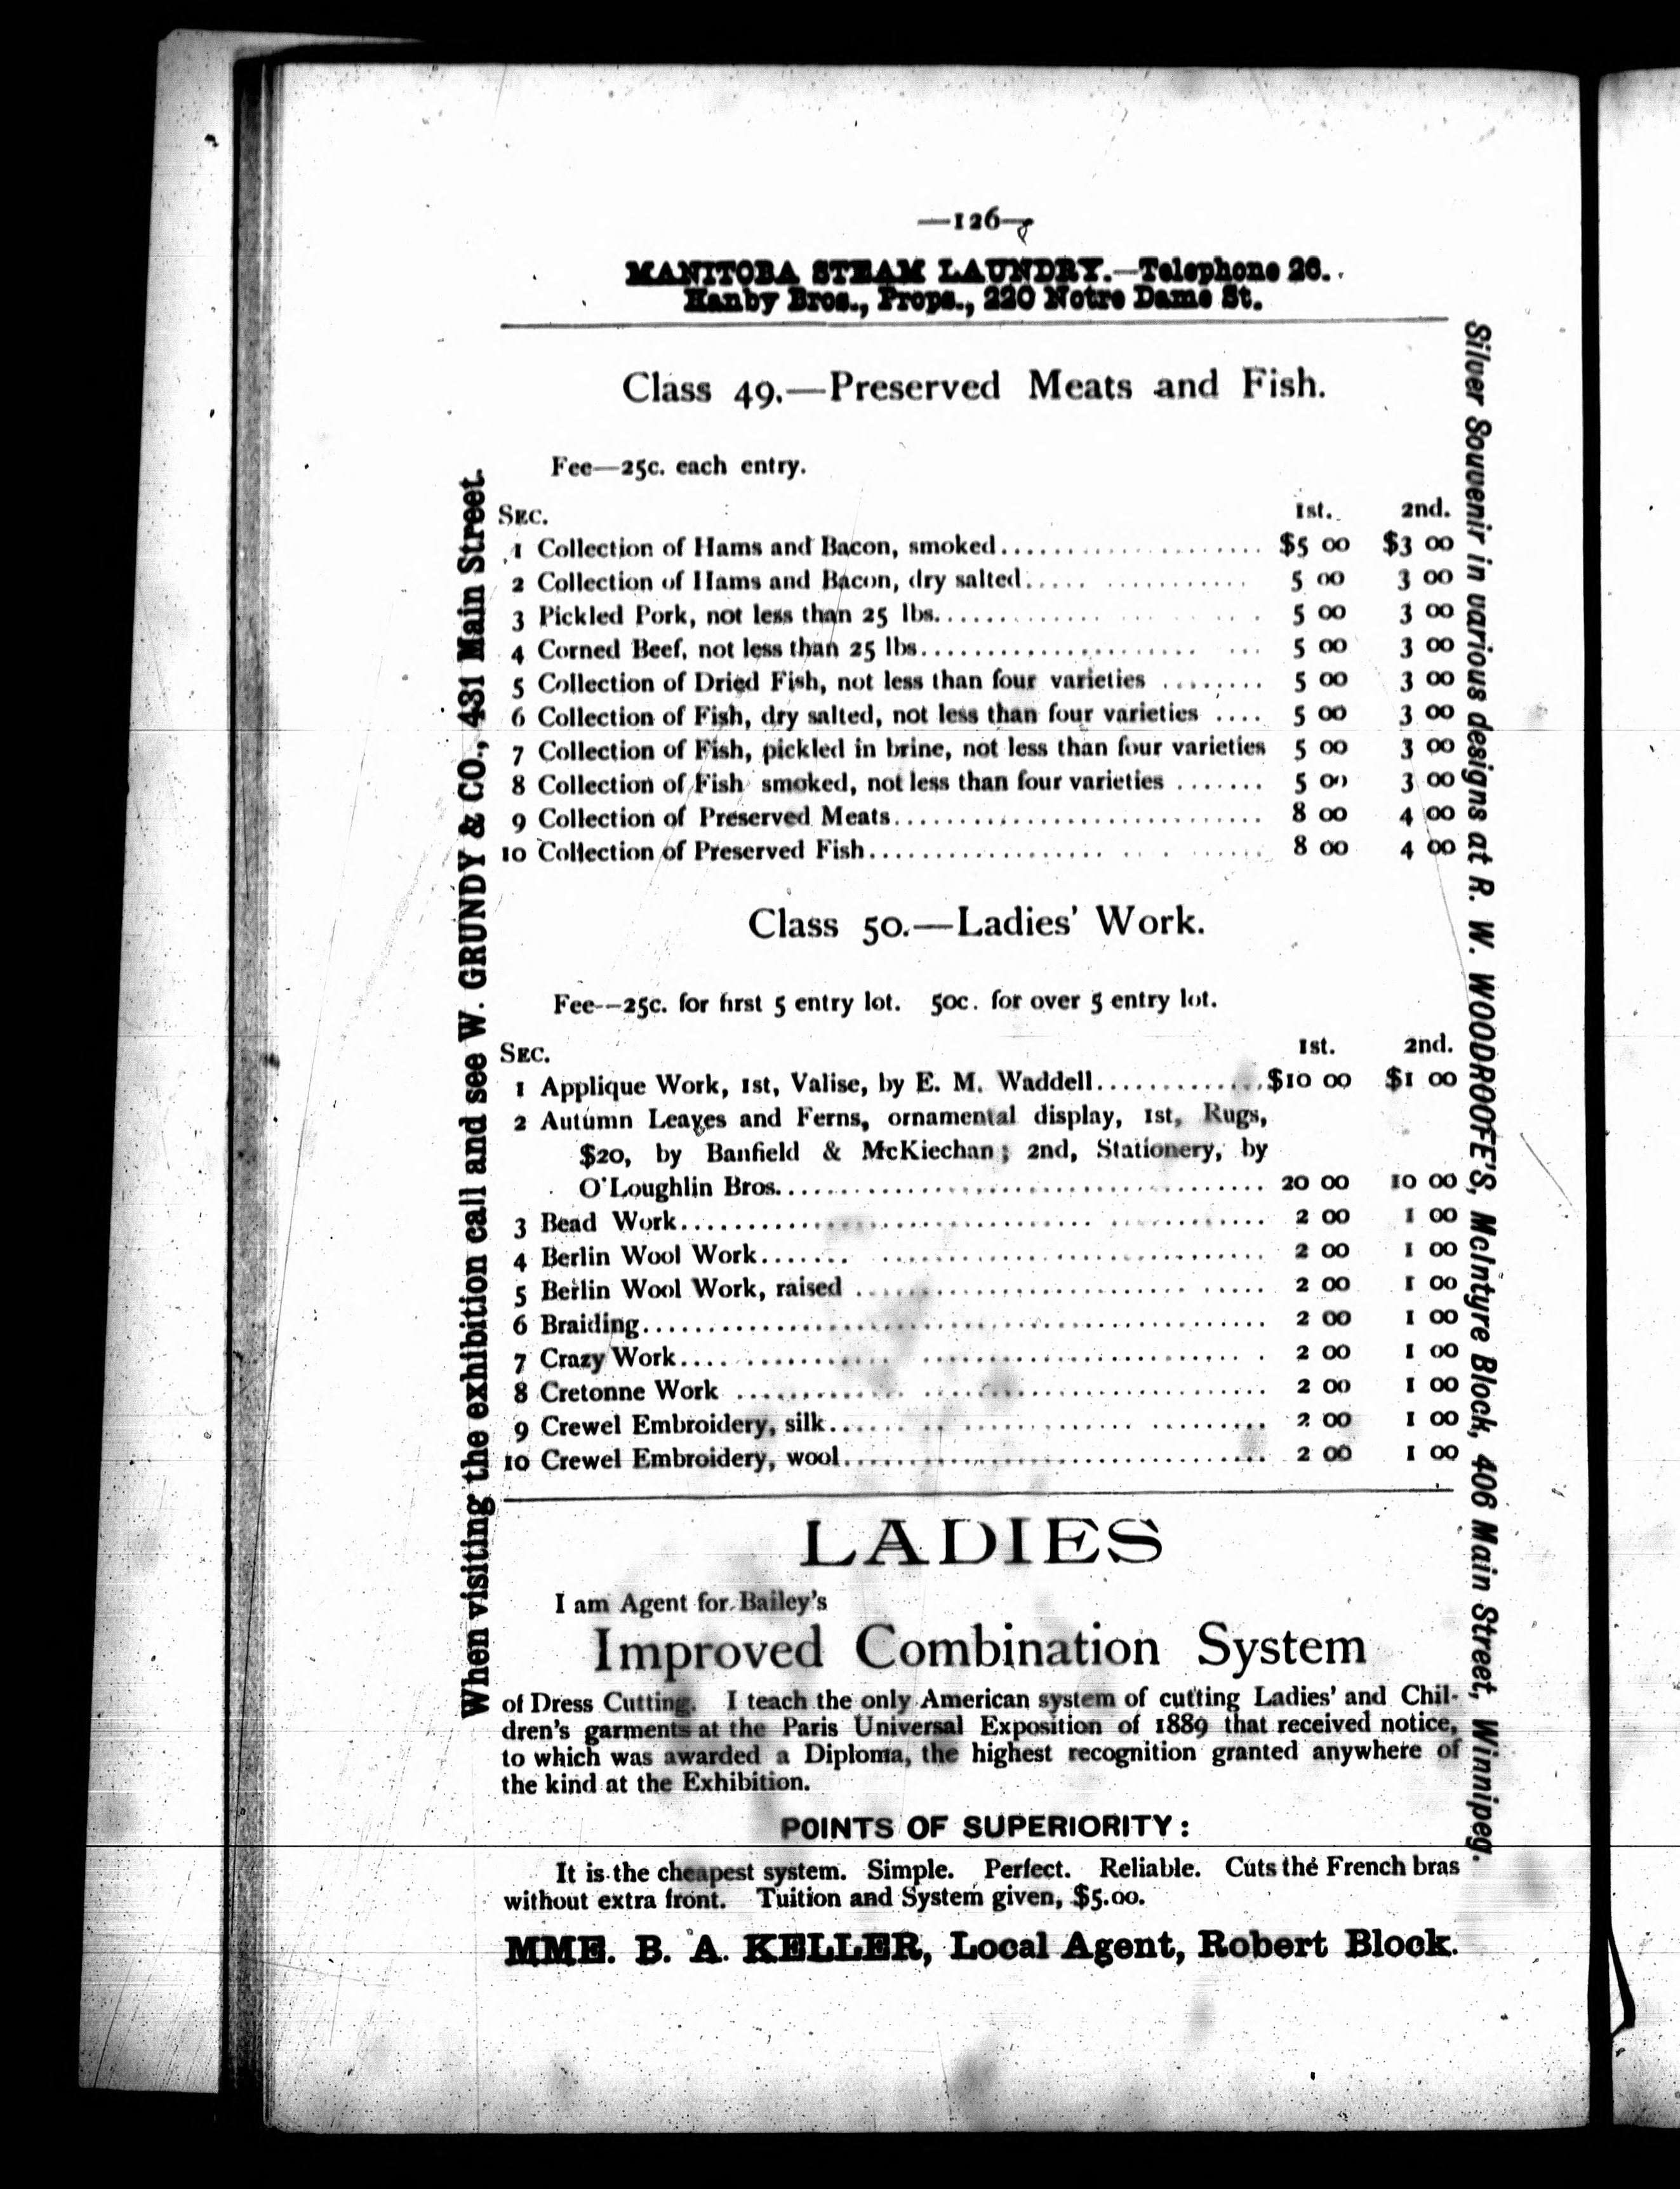 —126—
MANITOBA STEAM LAUNDRY.—Telephone 26.
Hanby Bros., Props., 220 Notre Dame St.
Class 49.—Preserved Meats and Fish.
Fee—25c. each entry.
SEC. 1st. 2nd.
1 Collection of Hams and Bacon, smoked........................ $5 00 $3 00
2 Collection of Hams and Bacon, dry salted..... ........... 5 00 3 00
3 Pickled Pork, not less than 25 lbs........................ 5 00 3 00
4 Corned Beef, not less than 25 lbs..................... ... 5 00 3 00
5 Collection of Dried Fish, not less than four varieties ........ 5 00 3 00
6 Collection of Fish, dry salted, not less than four varieties .... 5 00 3 00
7 Collection of Fish, pickled in brine, not less than four varieties 5 00 3 00
8 Collection of Fish smoked, not less than four varieties ....... 5 00 3 00
9 Collection of Preserved Meats............................ 8 00 4 00
10 Collection of Preserved Fish.............................. 8 00 4 00
Class 50.—Ladies' Work.
Fee--25c. for first 5 entry lot. 50c. for over 5 entry lot.
SEC. 1st. 2nd.
1 Applique Work, 1st, Valise, by E. M. Waddell.............$10 00 $1 00
2 Autumn Leaves and Ferns, ornamental display, 1st, Rugs,
$20, by Banfield & McKiechan; 2nd, Stationery, by
O'Loughlin Bros..................................... 20 00 10 00
3 Bead Work............................................ 2 00 1 00
4 Berlin Wool Work....... ............................. 2 00 1 00
5 Berlin Wool Work, raised ......................... ..... 2 00 1 00
6 Braiding............................................... 2 00 1 00
7 Crazy Work.... ........... .......................... 2 00 1 00
8 Cretonne Work ............. .......................... 2 00 1 00
9 Crewel Embroidery, silk....... .................. ......... 2 00 1 00
10 Crewel Embroidery, wool................................ 2 00 1 00
LADIES
I am Agent for Bailey's
Improved Combination System
of Dress Cutting. I teach the only American system of cutting Ladies' and Chil-
dren's garments at the Paris Universal Exposition of 1889 that received notice,
to which was awarded a Diploma, the highest recognition granted anywhere of
the kind at the Exhibition.
POINTS OF SUPERIORITY:
It is the cheapest system. Simple. Perfect. Reliable. Cuts the French bras
without extra front. Tuition and System given, $5.00.
MME. B. A. KELLER, Local Agent, Robert Block.
When visiting the exhibition call and see W. GRUNDY & CO., 431 Main Street.
Silver Souvenir in various designs at R. W. WOODROOFE'S, McIntyre Block, 406 Main Street, Winnipeg.